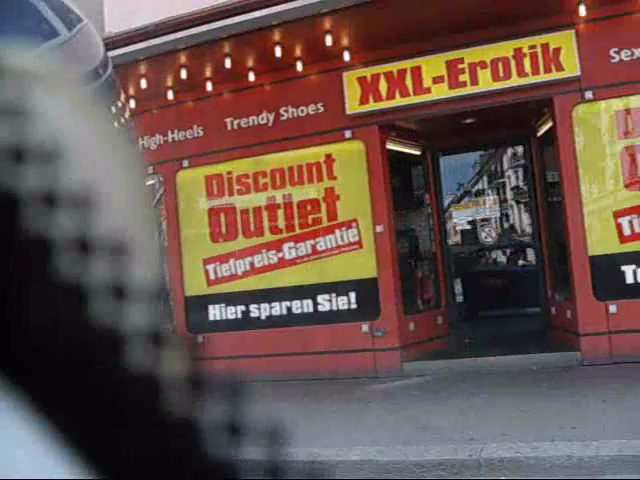 XXL-Erotik
Sex
High-Heels
Trendy Shoes
Discount
Outlet
Tiefpreis-Garantie
Hier sparen Sie!